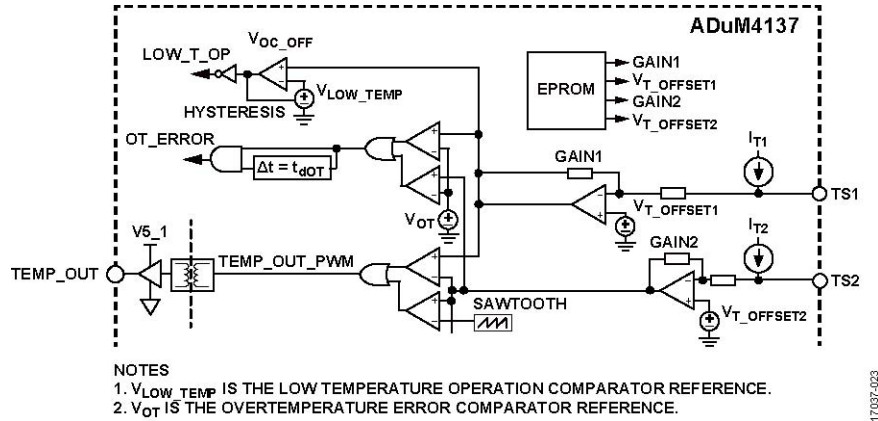 ADuM4137
LOW_T_OP
VOC_OFF
VLOW_TEMP
HYSTERESIS
EPROM
GAIN1
VT_OFFSET1
GAIN2
VT_OFFSET2
OT_ERROR
Δt = tdOT
VOT
GAIN1
IT1
TS1
VT_OFFSET1
IT2
GAIN2
TS2
VT_OFFSET2
V5_1
TEMP_OUT
TEMP_OUT_PWM
SAWTOOTH
NOTES
1. VLOW_TEMP IS THE LOW TEMPERATURE OPERATION COMPARATOR REFERENCE.
2. VOT IS THE OVERTEMPERATURE ERROR COMPARATOR REFERENCE.
17037-023